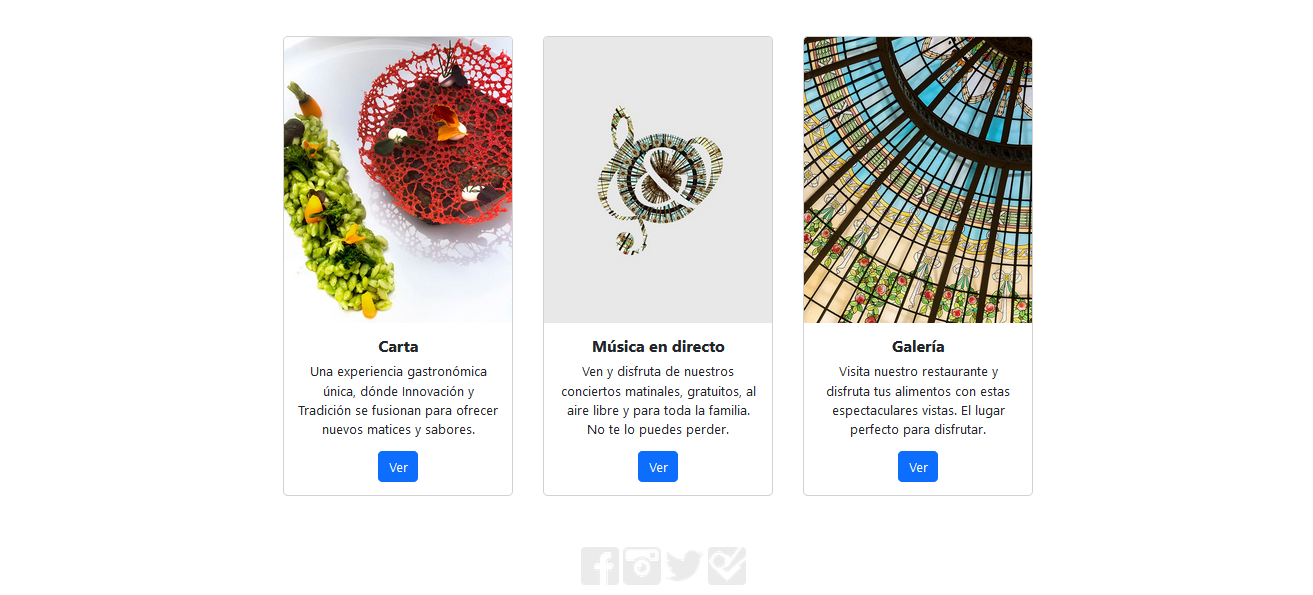 Carta
Una experiencia gastronómica
única, dónde Innovación y
Tradición se fusionan para ofrecer
nuevos matices y sabores.
Ver
Música en directo
Ven y disfruta de nuestros
conciertos matinales, gratuitos, al
aire libre y para toda la familia.
No te lo puedes perder.
Ver
Galería
Visita nuestro restaurante y
disfruta tus alimentos con estas
espectaculares vistas. El lugar
perfecto para disfrutar.
Ver